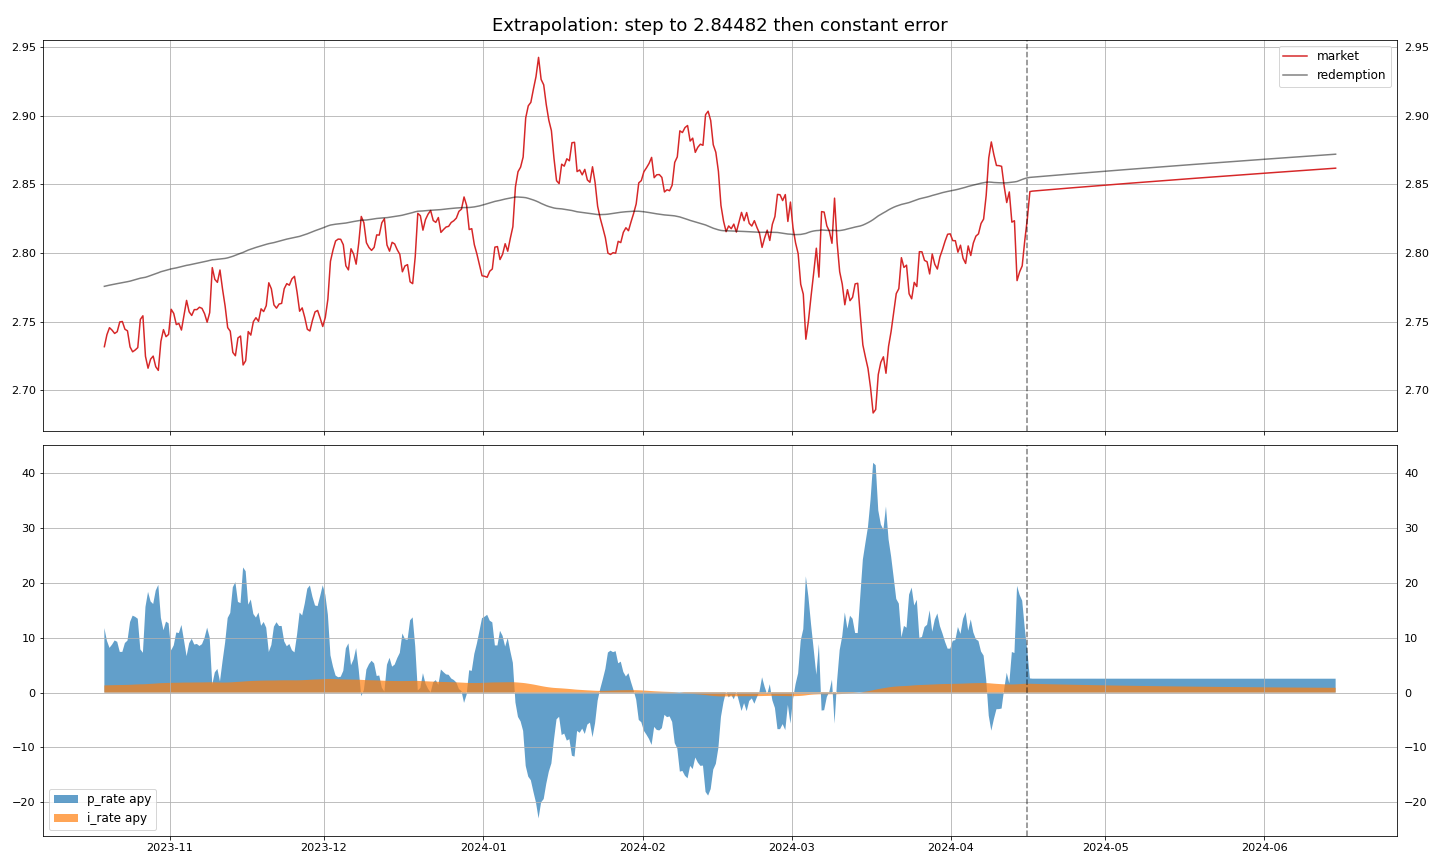 Extrapolation: step to 2.84482 then constant error
2.95 2.95
market
redemption
2.90 2.90
2.85 2.85
2.80 2.80
2.75 2.75
2.70 2.70
40 40
30 30
20 20
10 10
0 0
−10 −10
−20 −20
p_rate apy
i_rate apy
2023-11 2023-12 2024-01 2024-02 2024-03 2024-04 2024-05 2024-06